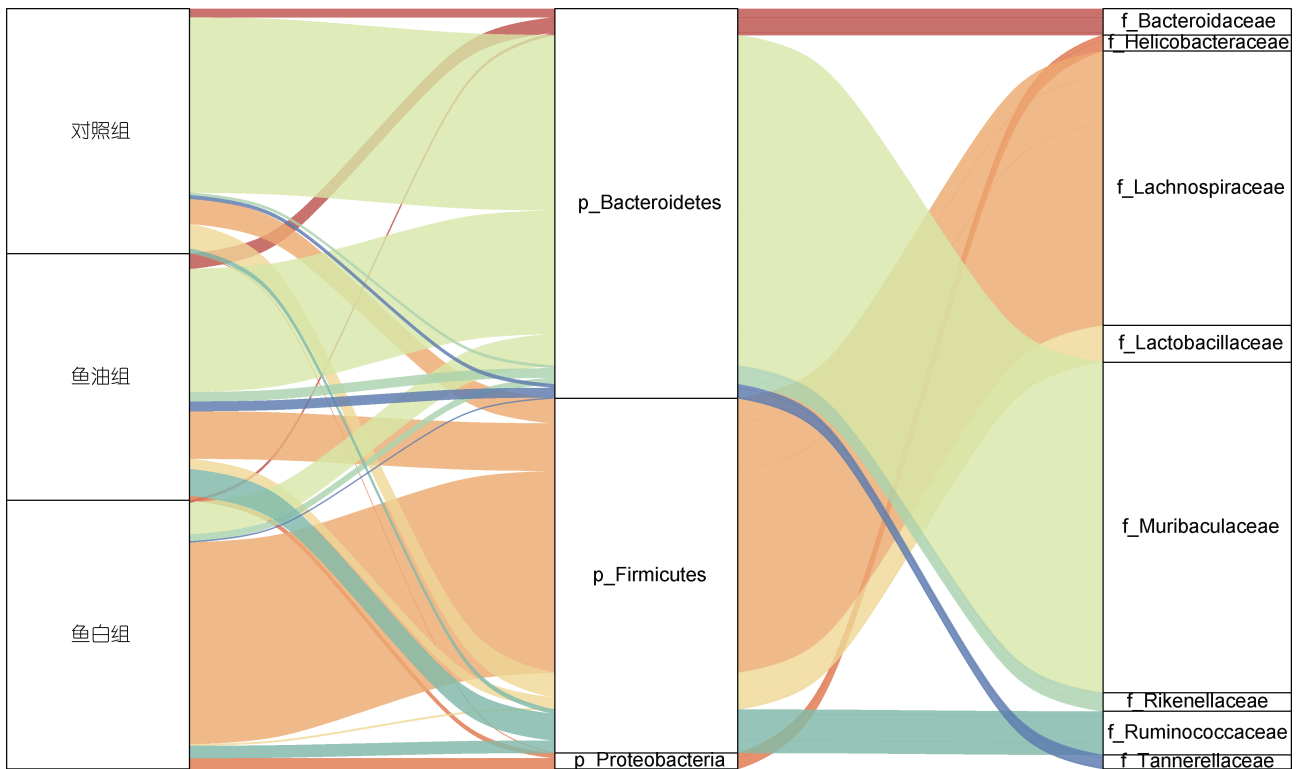 对照组
鱼油组
鱼白组
p_Bacteroidetes
p_Firmicutes
p_Proteobacteria
f_Bacteroidaceae
f_Helicobacteraceae
f_Lachnospiraceae
f_Lactobacillaceae
f_Muribaculaceae
f_Rikenellaceae
f_Ruminococcaceae
f_Tannerellaceae